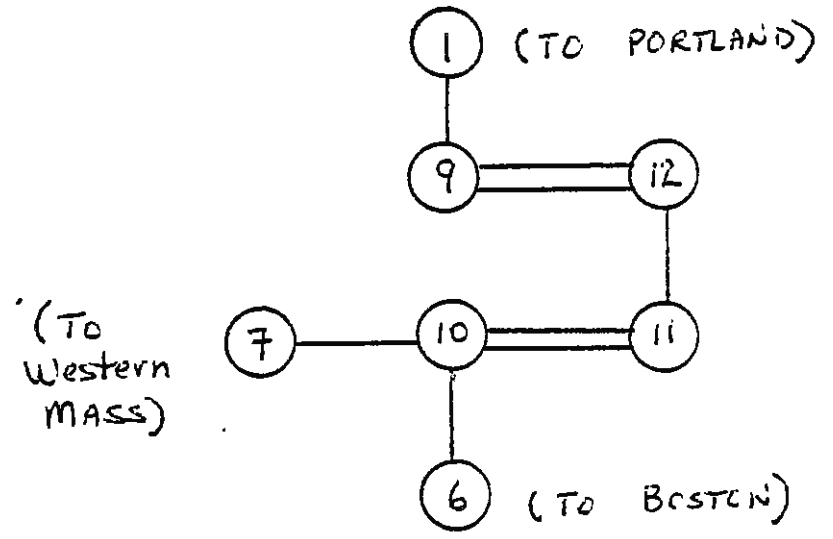 1 (TO PORTLAND)
9 12
(To
Western
MASS)
7 10 11
6 (To BOSTON)